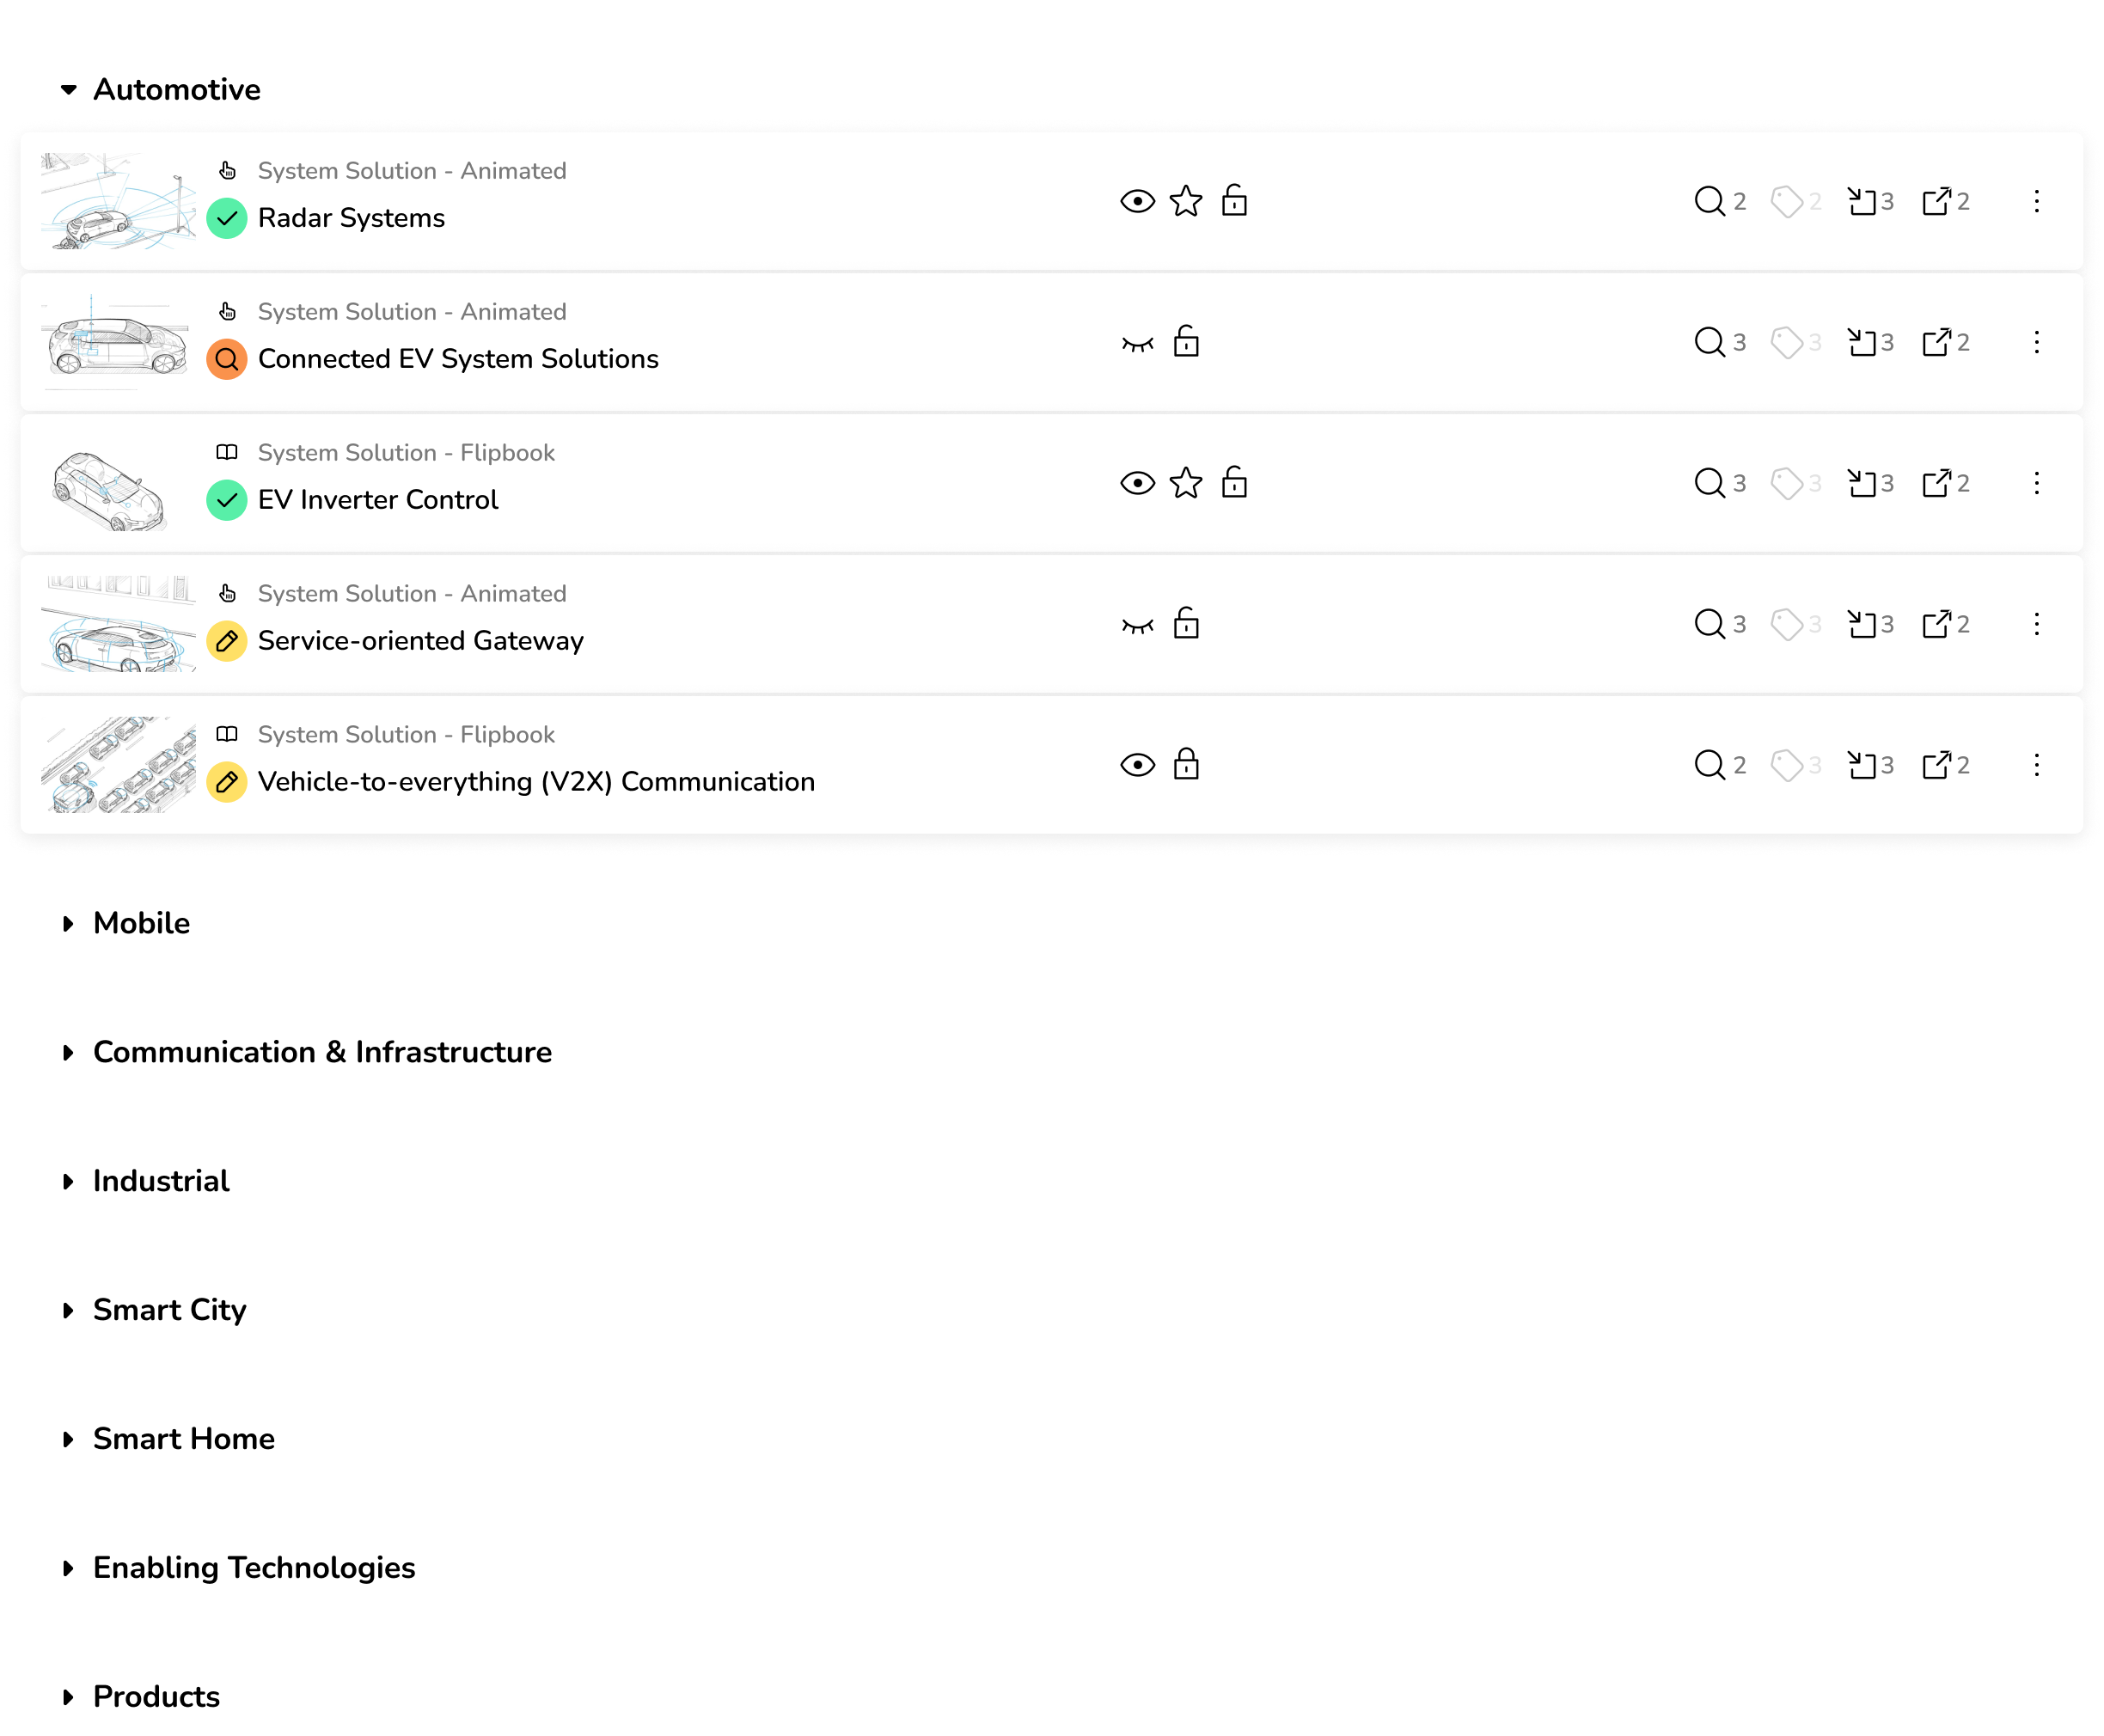 Automotive
System Solution - Animated
Radar Systems
2 2 3 2
System Solution - Animated
Connected EV System Solutions
3 3 3 2
System Solution - Flipbook
EV Inverter Control
3 3 3 2
System Solution - Animated
Service-oriented Gateway
3 3 3 2
System Solution - Flipbook
Vehicle-to-everything (V2X) Communication
2 3 3 2
Mobile
Communication & Infrastructure
Industrial
Smart City
Smart Home
Enabling Technologies
Products